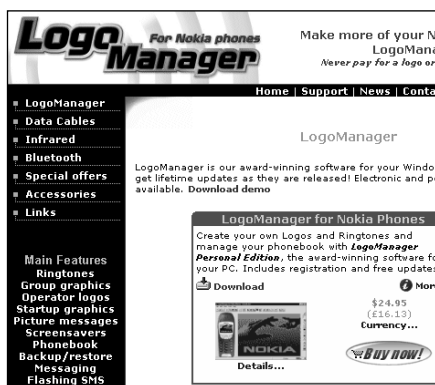 Logo Manager
For Nokia phones
Make more of your N
LogoMana
Never pay for a logo or
Home | Support | News | Conta
LogoManager
Data Cables
Infrared
Bluetooth
Special offers
Accessories
Links
Main Features
Ringtones
Group graphics
Operator logos
Startup graphics
Picture messages
Screensavers
Phonebook
Backup/restore
Messaging
Flashing SMS
LogoManager
LogoManager is our award-winning software for your Windo
get lifetime updates as they are released! Electronic and p
available. Download demo
LogoManager for Nokia Phones
Create your own Logos and Ringtones and
manage your phonebook with LogoManager
Personal Edition, the award-winning software fo
your PC. Includes registration and free updates
Download
More
$24.95
(£16.13)
Currency...
NOKIA
Details...
Buy now!